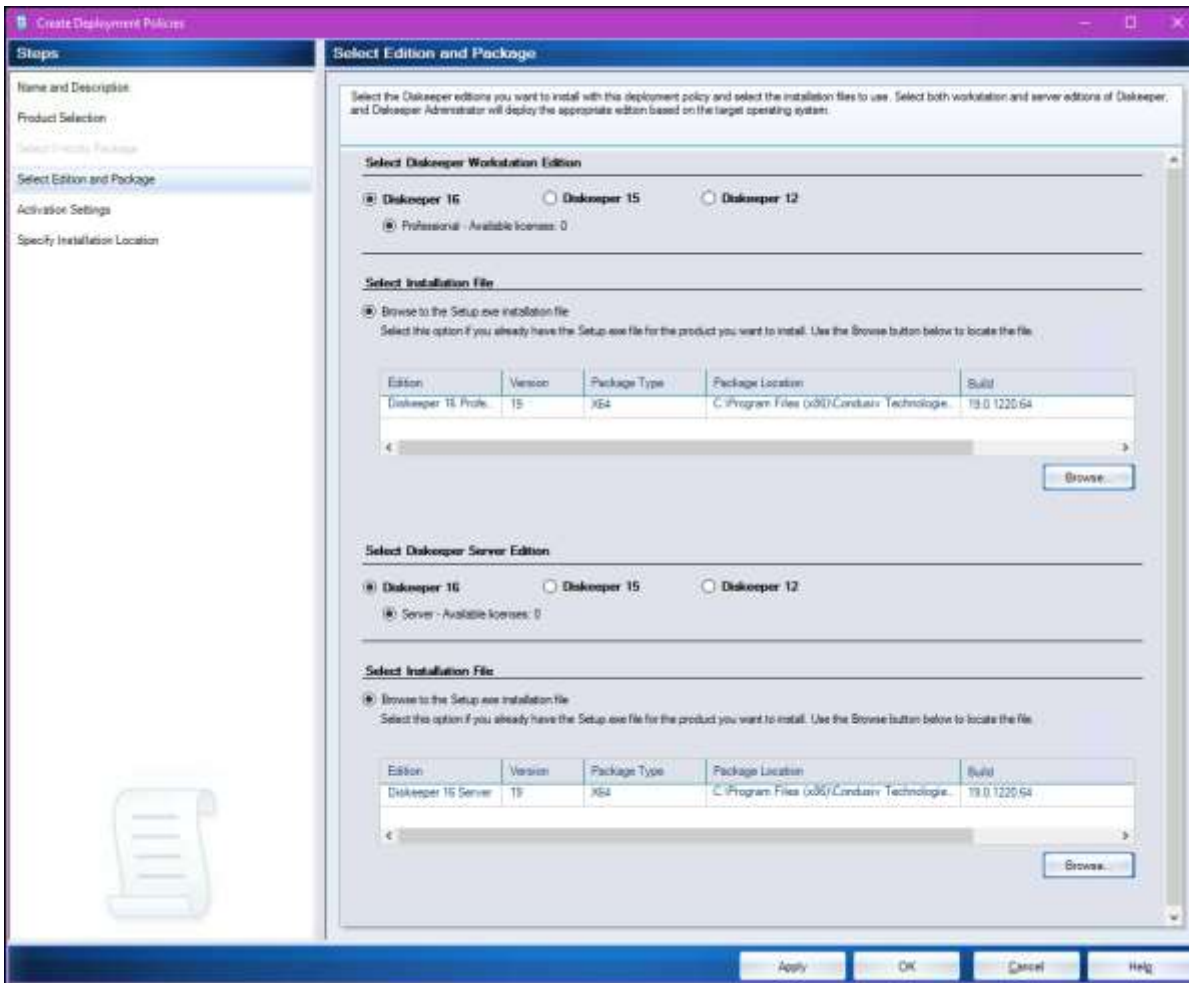 Create Deployment Policies
Steps
Name and Description
Product Selection
Select V-locity Package
Select Edition and Package
Activation Settings
Specify Installation Location
Select Edition and Package
Select the Diskeeper editions you want to install with this deployment policy and select the installation files to use. Select both workstation and server editions of Diskeeper,
and Diskeeper Administrator will deploy the appropriate edition based on the target operating system.
Select Diskeeper Workstation Edition
Diskeeper 16 Diskeeper 15 Diskeeper 12
Professional - Available licenses: 0
Select Installation File
Browse to the Setup.exe installation file
Select this option if you already have the Setup.exe file for the product you want to install. Use the Browse button below to locate the file.
Edition Version Package Type Package Location Build
Diskeeper 16 Profe... 19 X64 C:\Program Files (x86)\Condusiv Technologie... 19.0.1220.64
Browse...
Select Diskeeper Server Edition
Diskeeper 16 Diskeeper 15 Diskeeper 12
Server - Available licenses: 0
Select Installation File
Browse to the Setup.exe installation file
Select this option if you already have the Setup.exe file for the product you want to install. Use the Browse button below to locate the file.
Edition Version Package Type Package Location Build
Diskeeper 16 Server 19 X64 C:\Program Files (x86)\Condusiv Technologie... 19.0.1220.64
Browse...
Apply OK Cancel Help